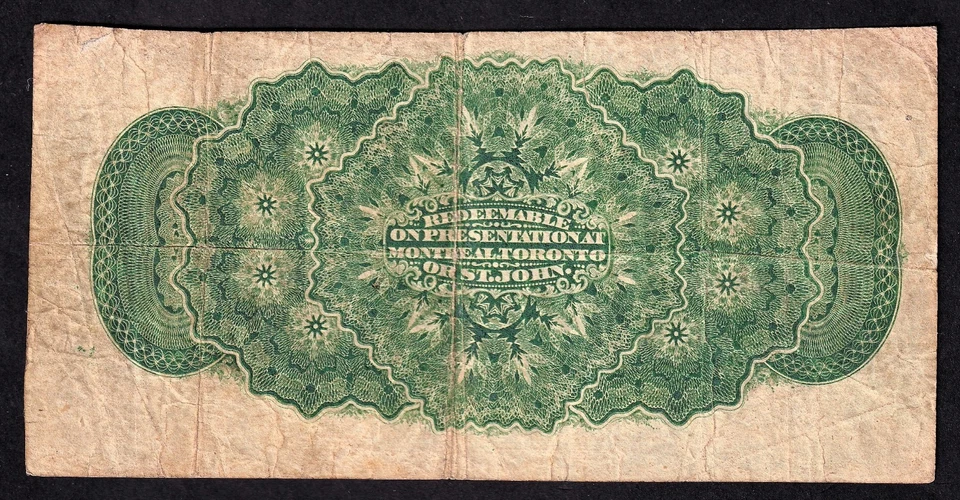 REDEEMABLE
ON PRESENTATION AT
MONTREAL TORONTO
OR ST. JOHN.